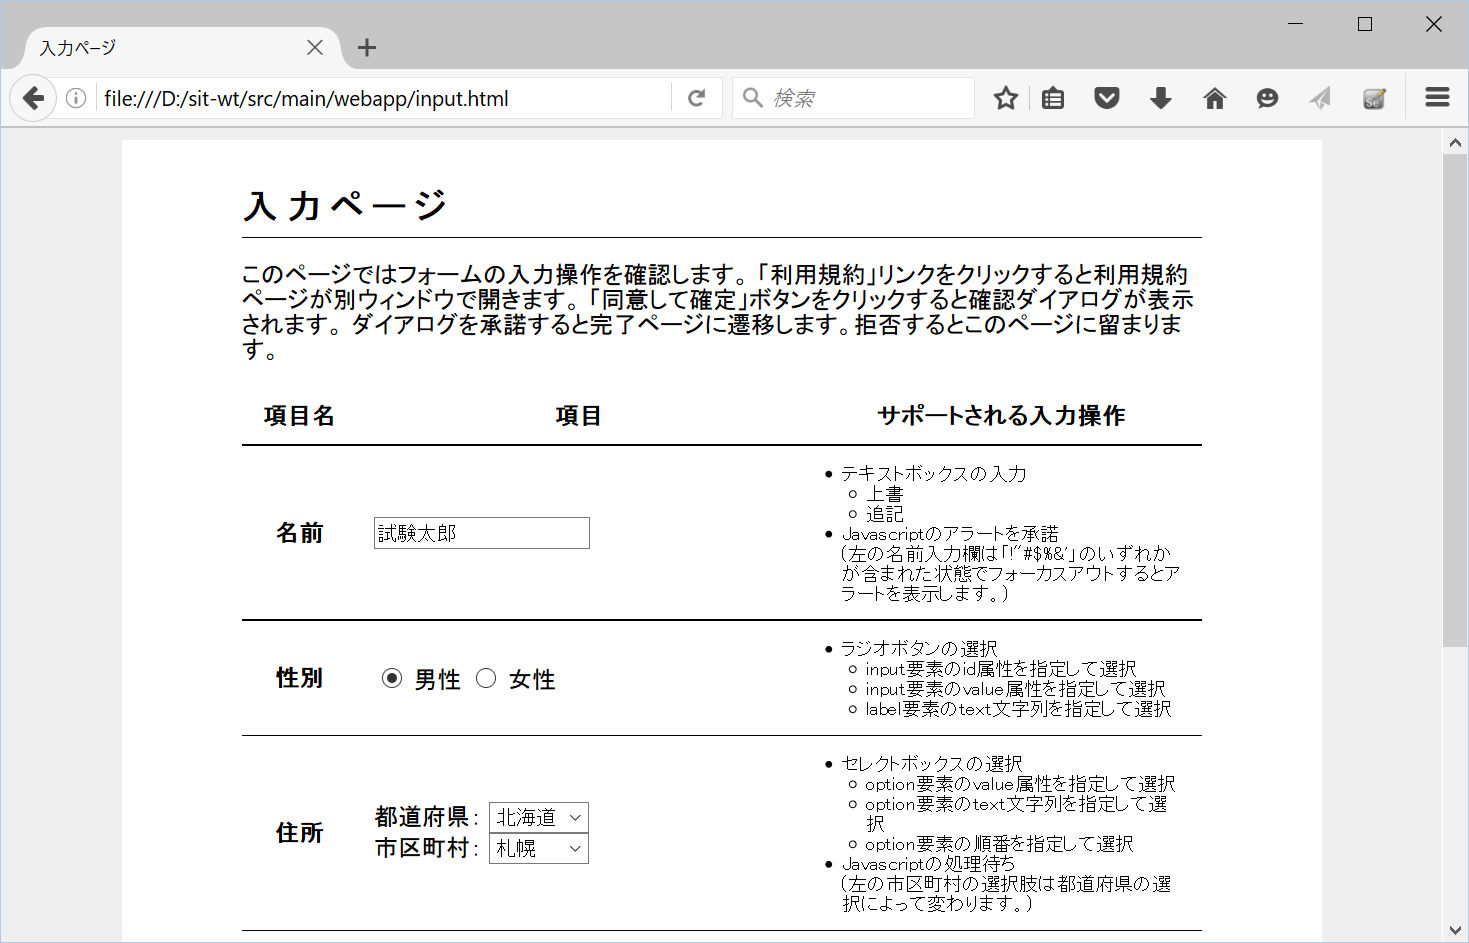 入力ページ
file:///D:/sit-wt/src/main/webapp/input.html
検索
入力ページ
このページではフォームの入力操作を確認します。「利用規約」リンクをクリックすると利用規約
ページが別ウィンドウで開きます。「同意して確定」ボタンをクリックすると確認ダイアログが表示
されます。ダイアログを承諾すると完了ページに遷移します。拒否するとこのページに留まりま
す。
項目名 項目 サポートされる入力操作
名前
試験太郎
テキストボックスの入力
上書
追記
Javascriptのアラートを承諾
(左の名前入力欄は「!"#$%&'」のいずれか
が含まれた状態でフォーカスアウトするとア
ラートを表示します。)
性別
男性 女性
ラジオボタンの選択
input要素のid属性を指定して選択
input要素のvalue属性を指定して選択
label要素のtext文字列を指定して選択
住所
都道府県: 北海道
市区町村: 札幌
セレクトボックスの選択
option要素のvalue属性を指定して選択
option要素のtext文字列を指定して選
択
option要素の順番を指定して選択
Javascriptの処理待ち
(左の市区町村の選択肢は都道府県の選
択によって変わります。)